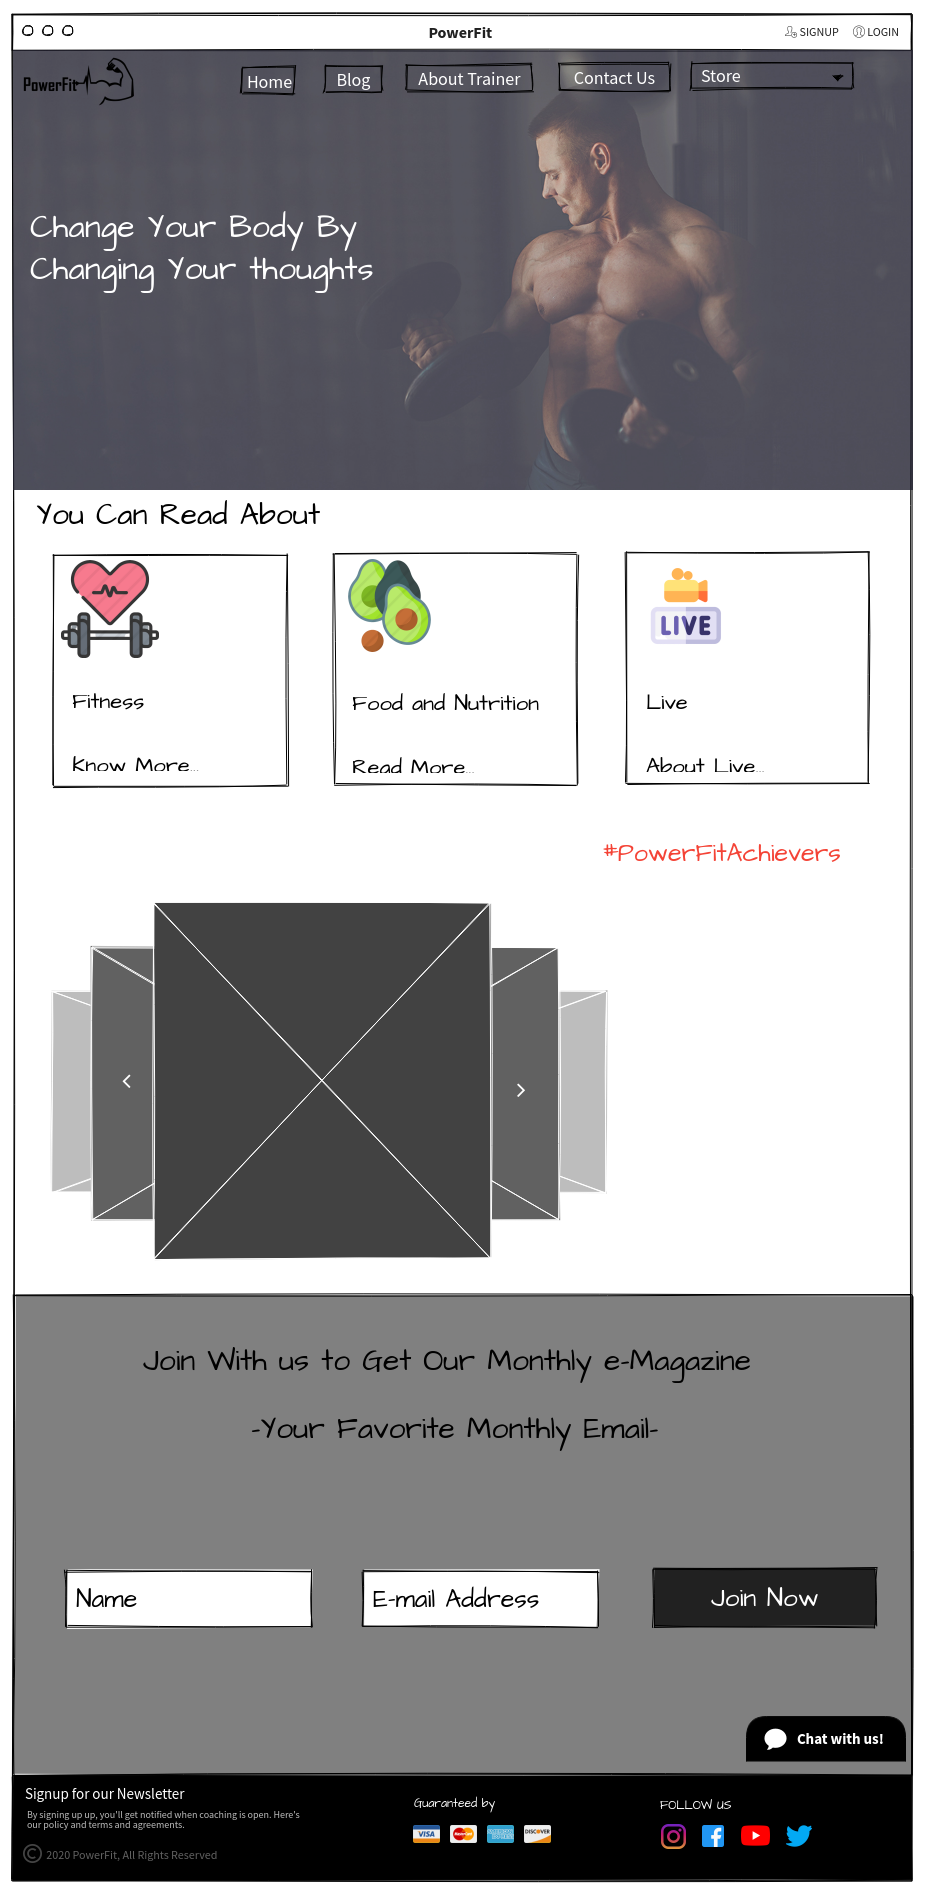 PowerFit
SIGNUP
LOGIN
PowerFit
Home
Blog
About Trainer
Contact Us
Store
Change Your Body By
Changing Your thoughts
You Can Read About
LIVE
Fitness
Food and Nutrition
Live
Know More...
Read More...
About Live...
#PowerFitAchievers
Join With us to Get Our Monthly e-Magazine
-Your Favorite Monthly Email-
Name
E-mail Address
Join Now
Chat with us!
Signup for our Newsletter
By signing up up, you'll get notified when coaching is open. Here's
our policy and terms and agreements.
© 2020 PowerFit, All Rights Reserved
Guaranteed by
VISA
MasterCard
AMERICAN EXPRESS
DISCOVER
FOLLOW US